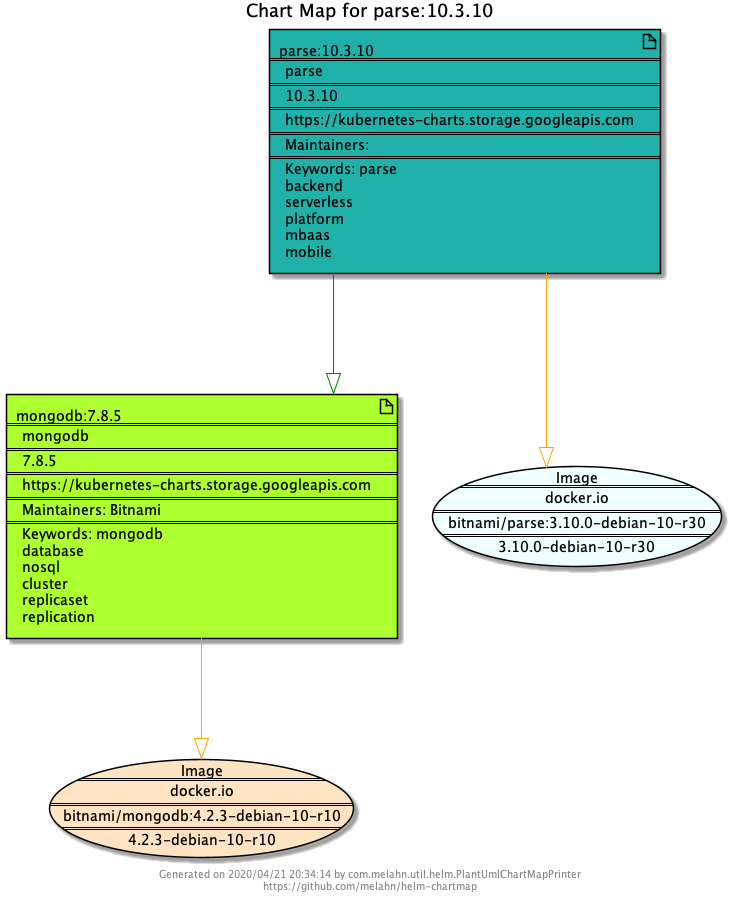 Chart Map for parse:10.3.10
parse:10.3.10
parse
10.3.10
https://kubernetes-charts.storage.googleapis.com
Maintainers:
Keywords: parse
backend
serverless
platform
mbaas
mobile
mongodb:7.8.5
mongodb
7.8.5
https://kubernetes-charts.storage.googleapis.com
Maintainers: Bitnami
Keywords: mongodb
database
nosql
cluster
replicaset
replication
Image
docker.io
bitnami/parse:3.10.0-debian-10-r30
3.10.0-debian-10-r30
Image
docker.io
bitnami/mongodb:4.2.3-debian-10-r10
4.2.3-debian-10-r10
Generated on 2020/04/21 20:34:14 by com.melahn.util.helm.PlantUmlChartMapPrinter
https://github.com/melahn/helm-chartmap